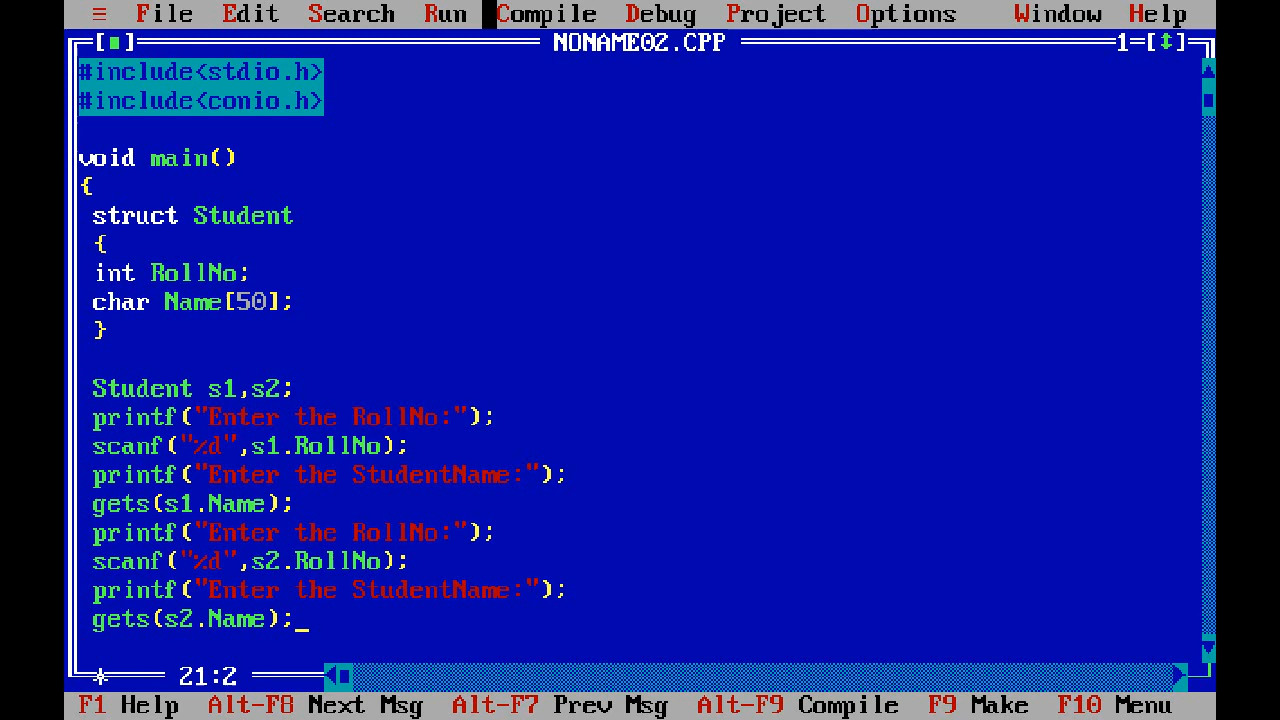 ≡ File Edit Search Run Compile Debug Project Options Window Help
[■] NONAME02.CPP 1=[↕]
#include<stdio.h>
#include<conio.h>
void main()
{
struct Student
{
int RollNo;
char Name[50];
}
Student s1,s2;
printf("Enter the RollNo:");
scanf("%d",s1.RollNo);
printf("Enter the StudentName:");
gets(s1.Name);
printf("Enter the RollNo:");
scanf("%d",s2.RollNo);
printf("Enter the StudentName:");
gets(s2.Name);_
* 21:2
F1 Help Alt-F8 Next Msg Alt-F7 Prev Msg Alt-F9 Compile F9 Make F10 Menu